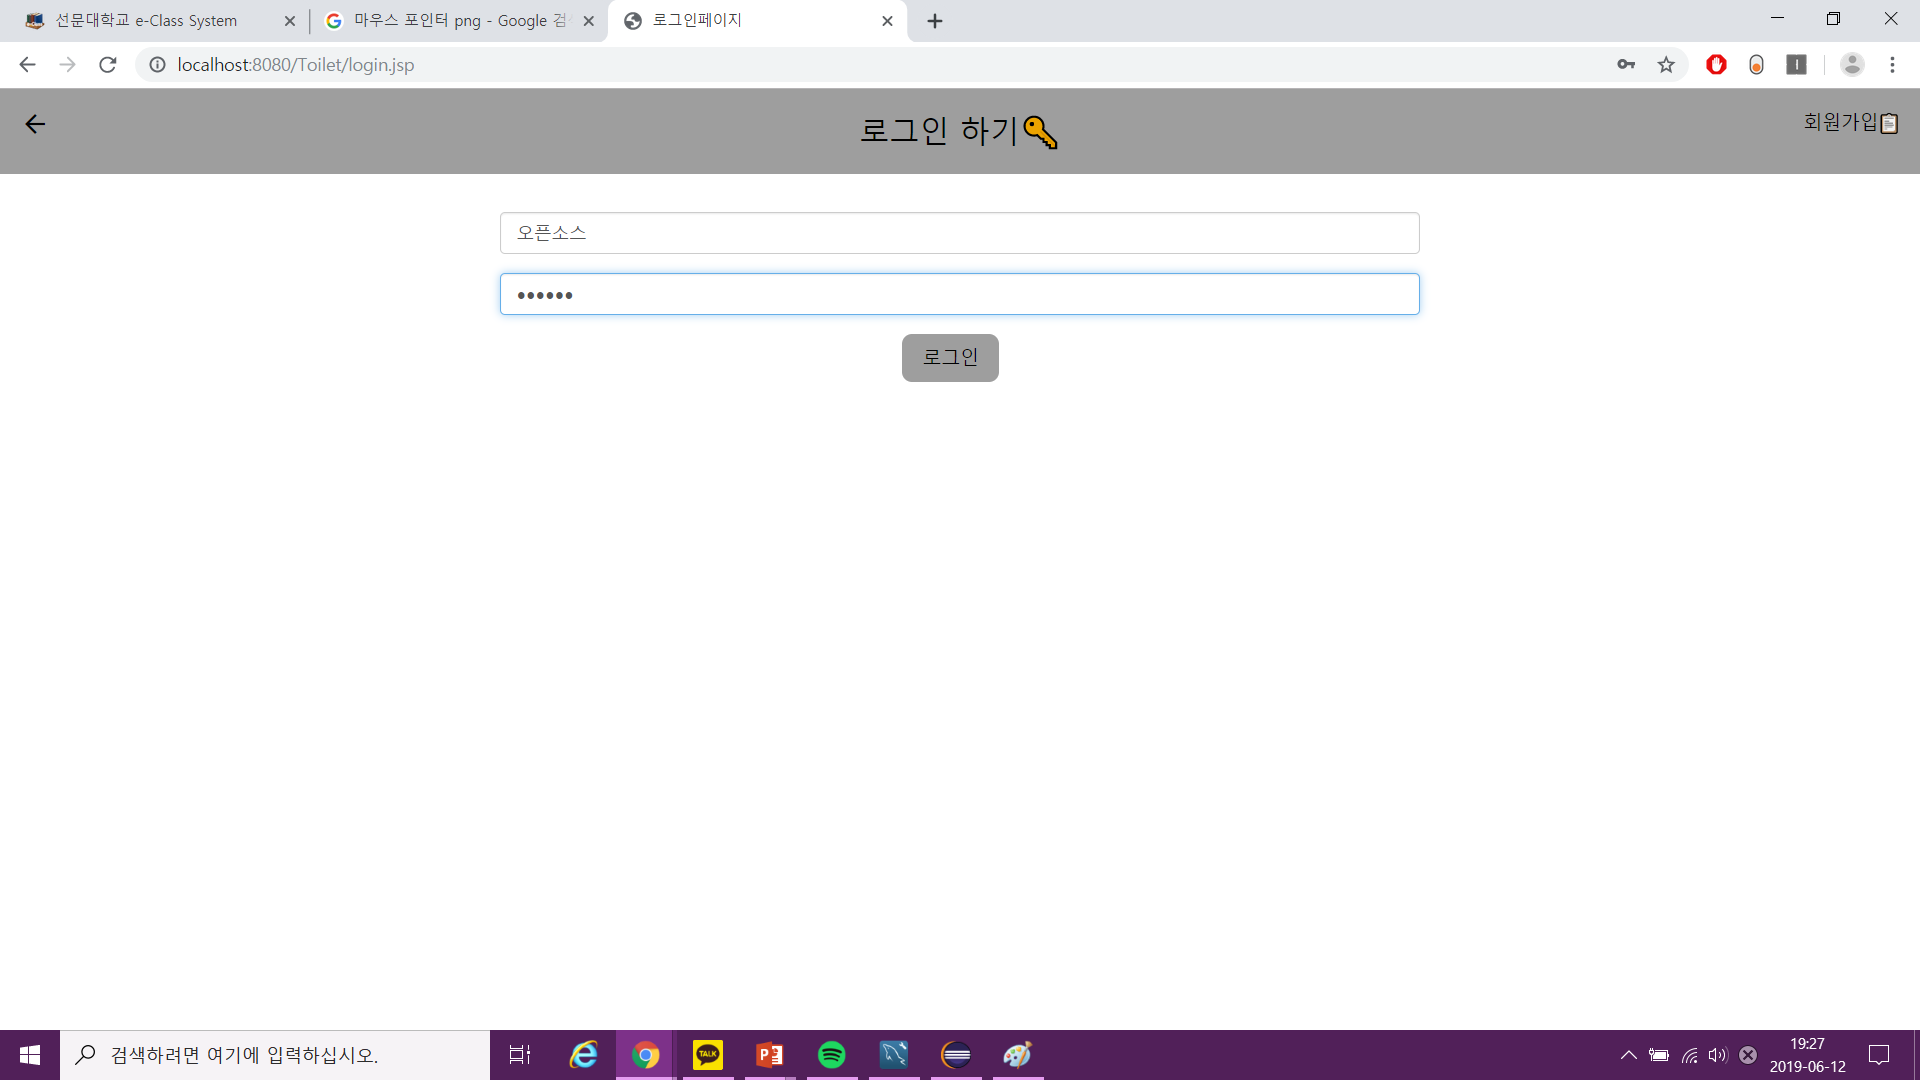 선문대학교 e-Class System
마우스 포인터 png - Google 검
로그인페이지
localhost:8080/Toilet/login.jsp
로그인 하기
회원가입
오픈소스
••••••
로그인
검색하려면 여기에 입력하십시오.
TALK
19:27
2019-06-12